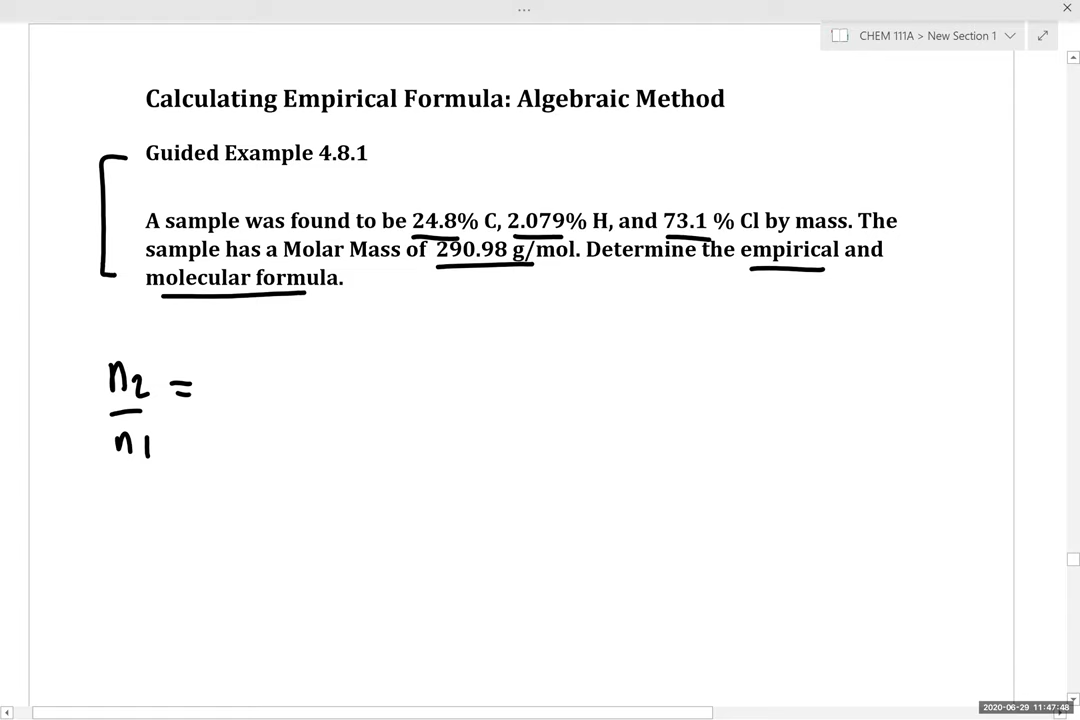 ...
CHEM 111A > New Section 1
Calculating Empirical Formula: Algebraic Method
Guided Example 4.8.1
A sample was found to be 24.8% C, 2.079% H, and 73.1 % Cl by mass. The
sample has a Molar Mass of 290.98 g/mol. Determine the empirical and
molecular formula.
n2 =
n1
2020-06-29 11:47:48